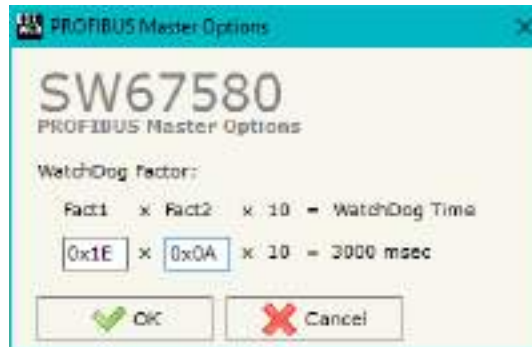 PROFIBUS Master Options
SW67580
PROFIBUS Master Options
WatchDog Factor:
Fact1 x Fact2 x 10 = WatchDog Time
0x1E x 0x0A x 10 = 3000 msec
OK Cancel